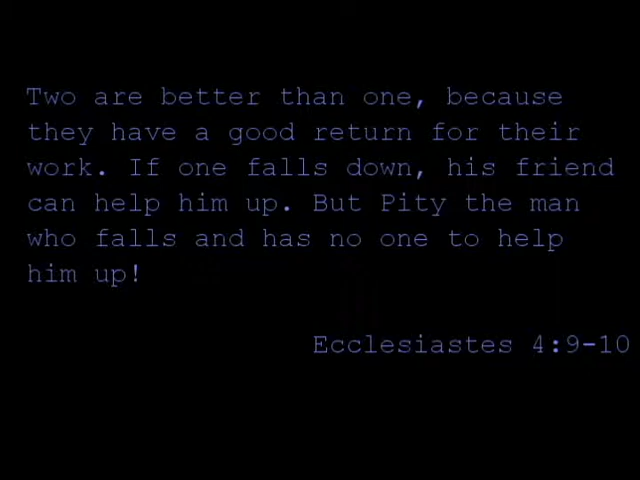 Two are better than one, because
they have a good return for their
work. If one falls down, his friend
can help him up. But Pity the man
who falls and has no one to help
him up!
Ecclesiastes 4:9-10